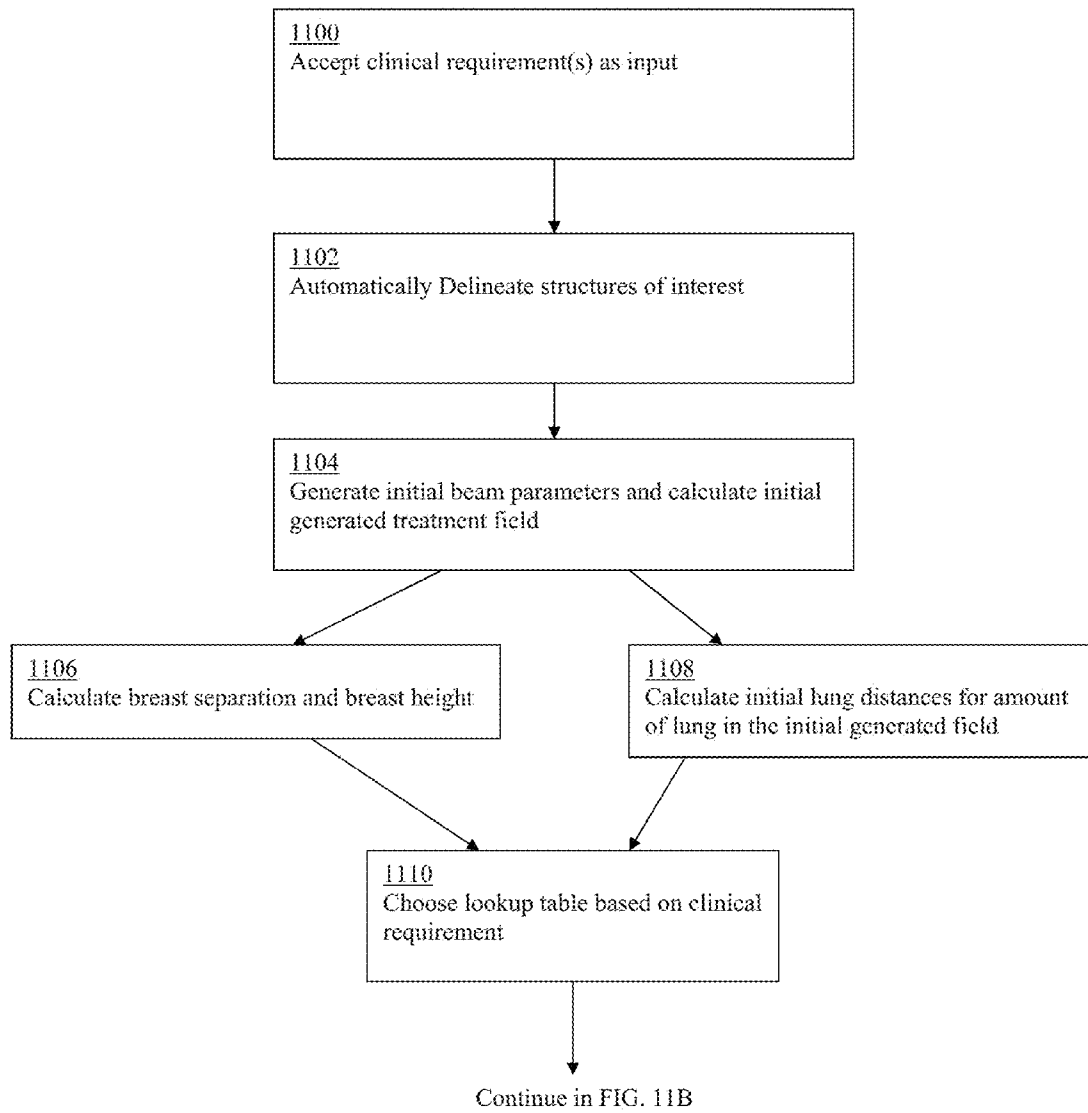 1100
Accept clinical requirement(s) as input
1102
Automatically Delineate structures of interest
1104
Generate initial beam parameters and calculate initial
generated treatment field
1106
Calculate breast separation and breast height
1108
Calculate initial lung distances for amount
of lung in the initial generated field
1110
Choose lookup table based on clinical
requirement
Continue in FIG. 11B